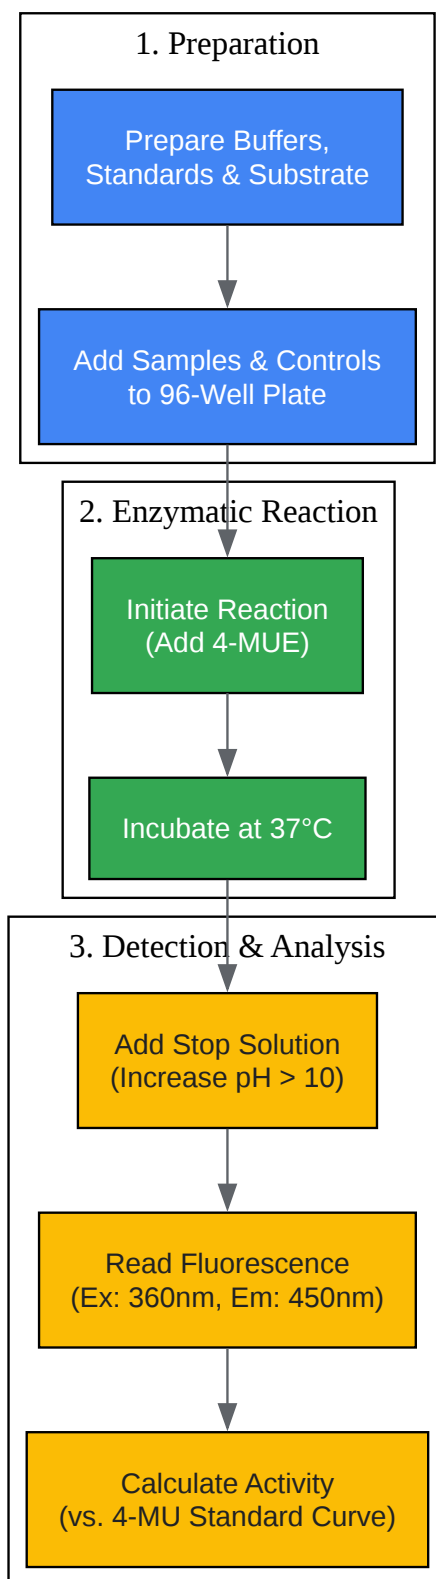 1. Preparation
Prepare Buffers,
Standards & Substrate
Add Samples & Controls
to 96-Well Plate
2. Enzymatic Reaction
Initiate Reaction
(Add 4-MUE)
Incubate at 37°C
3. Detection & Analysis
Add Stop Solution
(Increase pH > 10)
Read Fluorescence
(Ex: 360nm, Em: 450nm)
Calculate Activity
(vs. 4-MU Standard Curve)